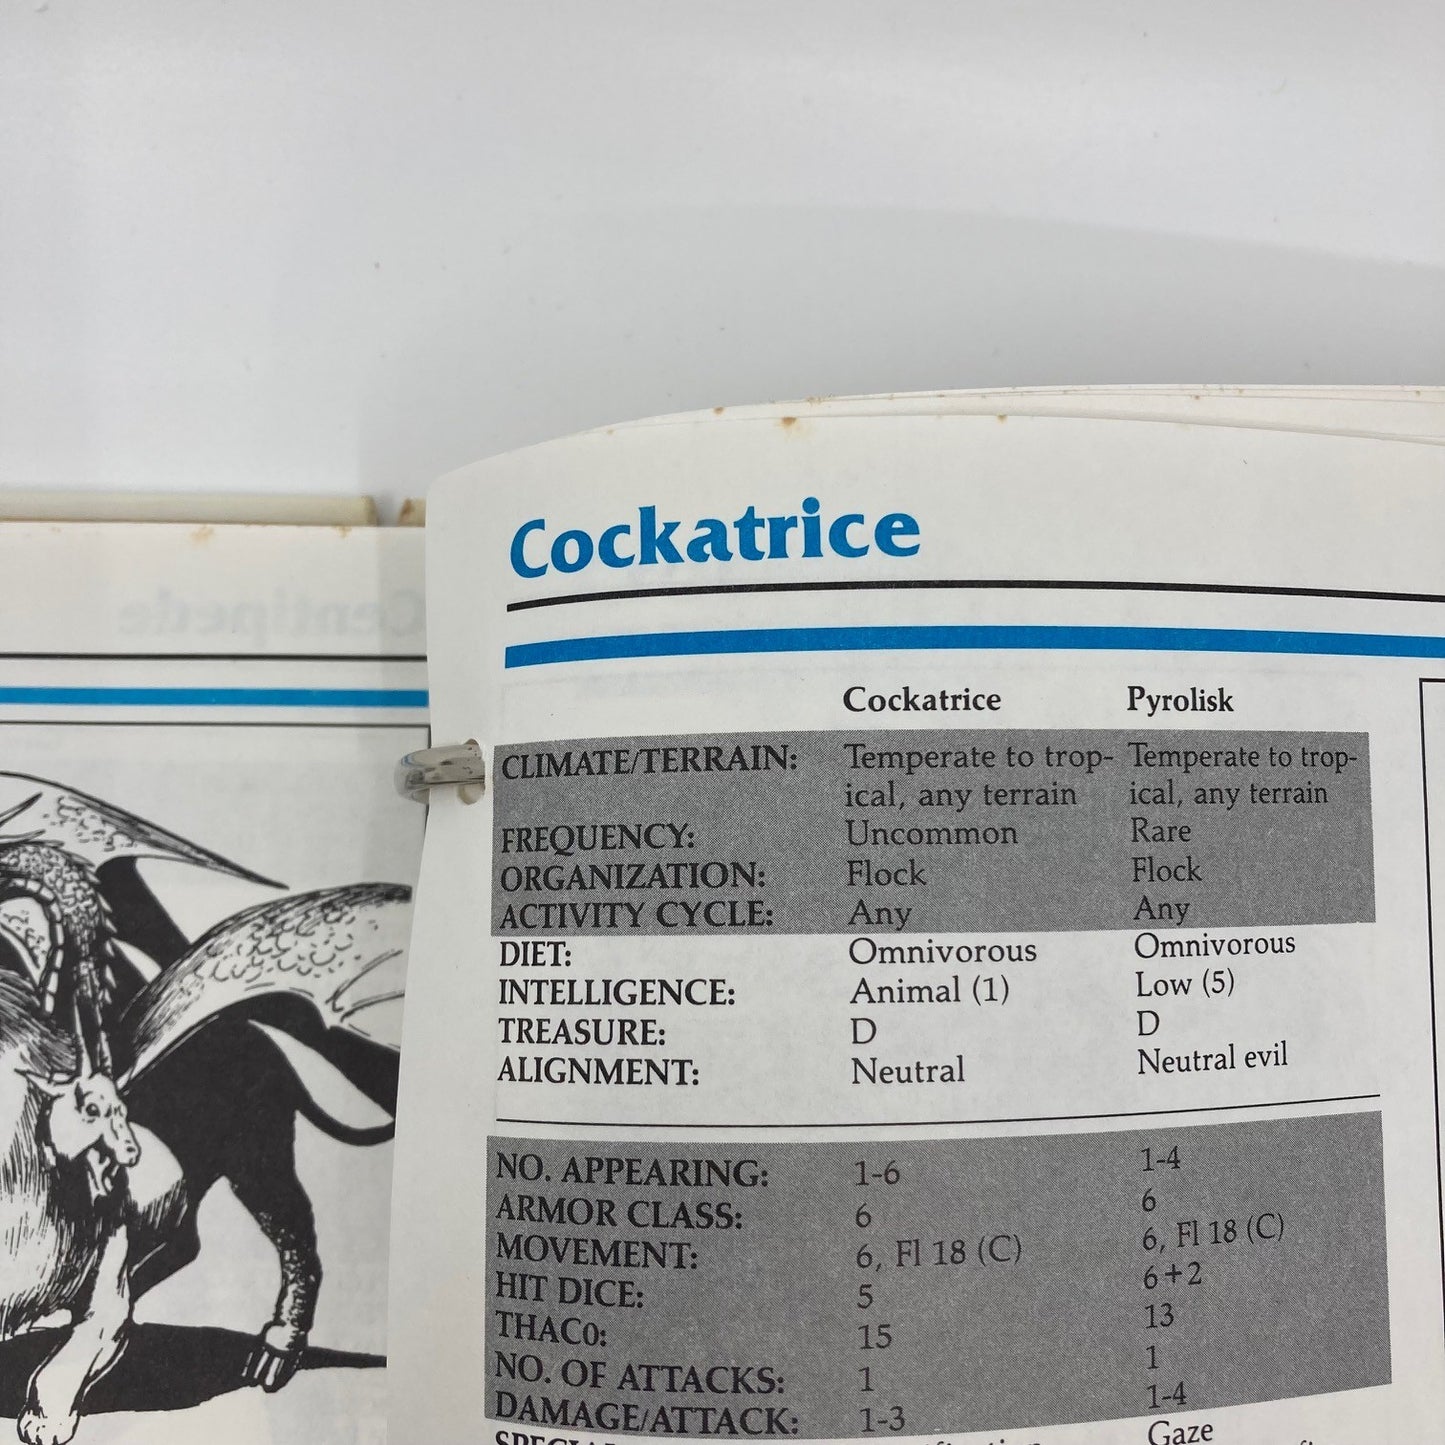 Cockatrice
Centipede
Cockatrice Pyrolisk
CLIMATE/TERRAIN: Temperate to trop- Temperate to trop-
ical, any terrain ical, any terrain
FREQUENCY: Uncommon Rare
ORGANIZATION: Flock Flock
ACTIVITY CYCLE: Any Any
DIET: Omnivorous Omnivorous
INTELLIGENCE: Animal (1) Low (5)
TREASURE: D D
ALIGNMENT: Neutral Neutral evil
NO. APPEARING: 1-6 1-4
ARMOR CLASS: 6 6
MOVEMENT: 6, Fl 18 (C) 6, Fl 18 (C)
HIT DICE: 5 6+2
THAC0: 15 13
NO. OF ATTACKS: 1 1
DAMAGE/ATTACK: 1-3 1-4
Gaze